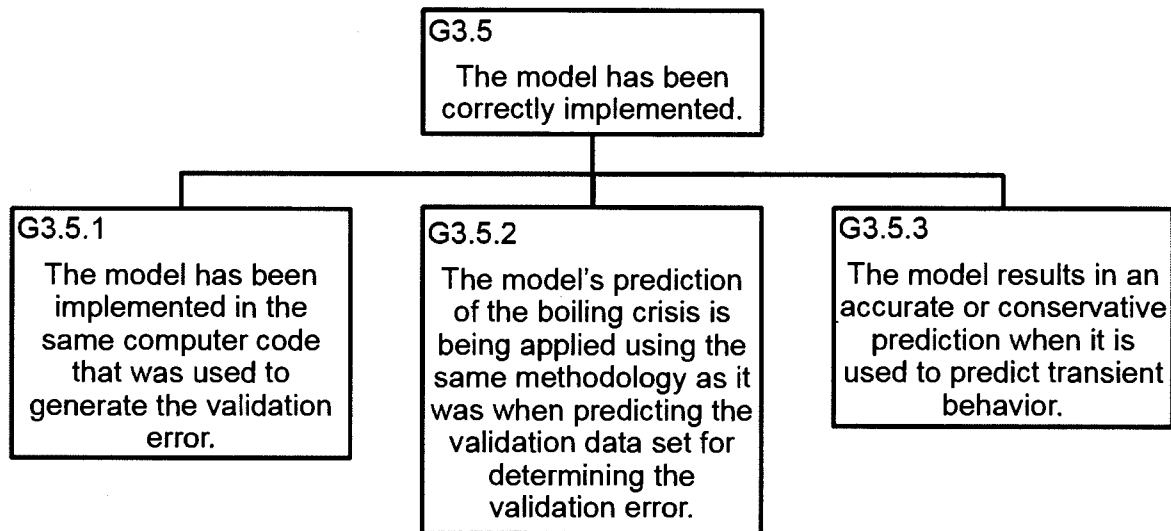 G3.5
The model has been
correctly implemented.
G3.5.1
The model has been
implemented in the
same computer code
that was used to
generate the validation
error.
G3.5.2
The model's prediction
of the boiling crisis is
being applied using the
same methodology as it
was when predicting the
validation data set for
determining the
validation error.
G3.5.3
The model results in an
accurate or conservative
prediction when it is
used to predict transient
behavior.